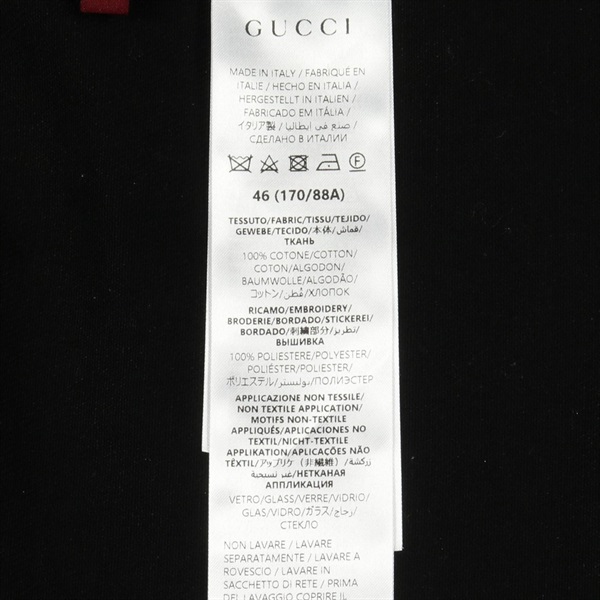 GUCCI
MADE IN ITALY / FABRIQUÉ EN
ITALIE / HECHO EN ITALIA /
HERGESTELLT IN ITALIEN /
FABRICADO EM ITÁLIA /
イタリア製 / صنع في ايطاليا /
СДЕЛАНО В ИТАЛИИ
F
46 (170/88A)
TESSUTO/FABRIC/TISSU/TEJIDO/
GEWEBE/TECIDO/本体/قماش/
ТКАНЬ
100% COTONE/COTTON/
COTON/ALGODON/
BAUMWOLLE/ALGODÃO/
コットン/قُطن/ХЛОПОК
RICAMO/EMBROIDERY/
BRODERIE/BORDADO/STICKEREI/
BORDADO/刺繍部分/تطريز/
ВЫШИВКА
100% POLIESTERE/POLYESTER/
POLIÉSTER/POLIESTER/
ポリエステル/بوليستر/ПОЛИЭСТЕР
APPLICAZIONE NON TESSILE/
NON TEXTILE APPLICATION/
MOTIFS NON-TEXTILE
APPLIQUÉS/APLICACIONES NO
TEXTIL/NICHT-TEXTILE
APPLIKATION/APLICAÇÕES NÃO
TÊXTIL/アップリケ (非繊維)/زركشة
غير نسيجية/НЕТКАНАЯ
АППЛИКАЦИЯ
VETRO/GLASS/VERRE/VIDRIO/
GLAS/VIDRO/ガラス/زجاج/
СТЕКЛО
NON LAVARE / LAVARE
SEPARATAMENTE / LAVARE A
ROVESCIO / LAVARE IN
SACCHETTO DI RETE / PRIMA
DEL LAVAGGIO COPRIRE IL